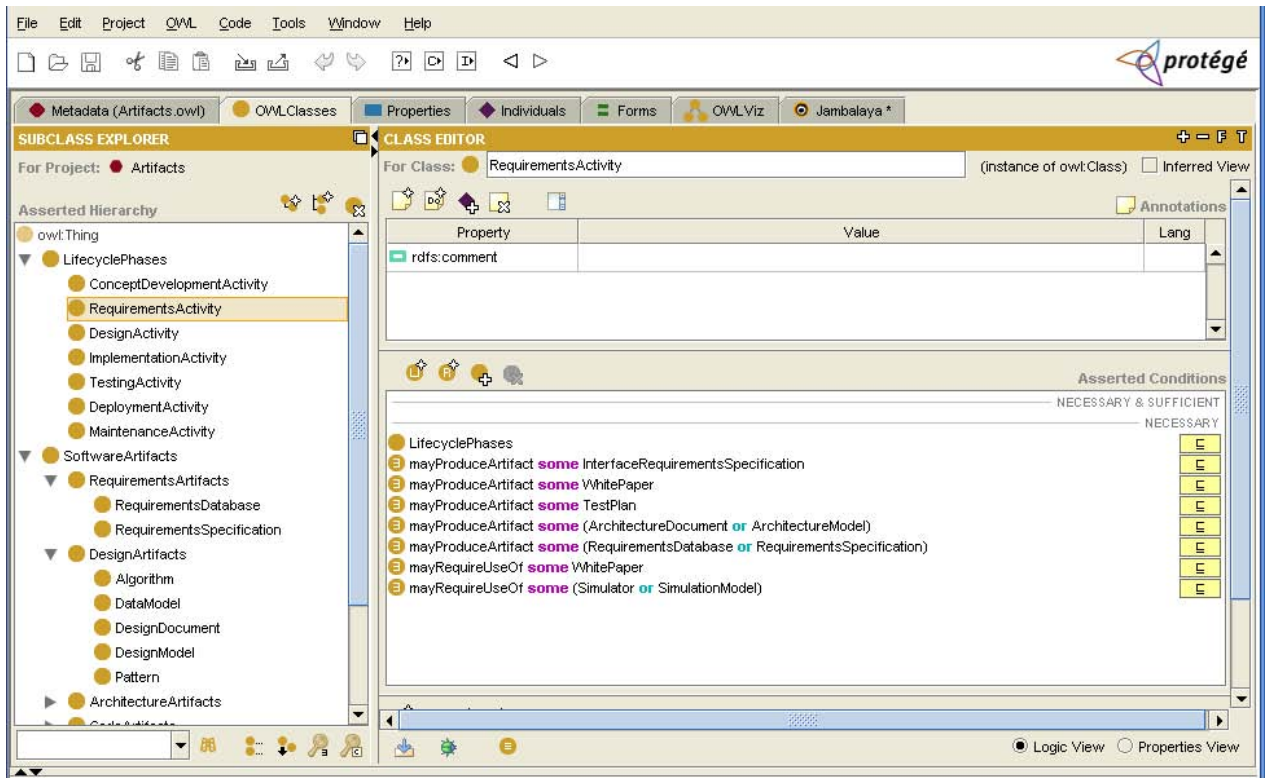 File Edit Project OWL Code Tools Window Help
protégé
Metadata (Artifacts.owl) OWLClasses Properties Individuals Forms OWLViz Jambalaya *
SUBCLASS EXPLORER
For Project: Artifacts
Asserted Hierarchy
owl:Thing
LifecyclePhases
ConceptDevelopmentActivity
RequirementsActivity
DesignActivity
ImplementationActivity
TestingActivity
DeploymentActivity
MaintenanceActivity
SoftwareArtifacts
RequirementsArtifacts
RequirementsDatabase
RequirementsSpecification
DesignArtifacts
Algorithm
DataModel
DesignDocument
DesignModel
Pattern
ArchitectureArtifacts
CLASS EDITOR
For Class: RequirementsActivity (instance of owl:Class) Inferred View
Annotations
Property Value Lang
rdfs:comment
Asserted Conditions
NECESSARY & SUFFICIENT
NECESSARY
LifecyclePhases
mayProduceArtifact some InterfaceRequirementsSpecification
mayProduceArtifact some WhitePaper
mayProduceArtifact some TestPlan
mayProduceArtifact some (ArchitectureDocument or ArchitectureModel)
mayProduceArtifact some (RequirementsDatabase or RequirementsSpecification)
mayRequireUseOf some WhitePaper
mayRequireUseOf some (Simulator or SimulationModel)
Logic View Properties View